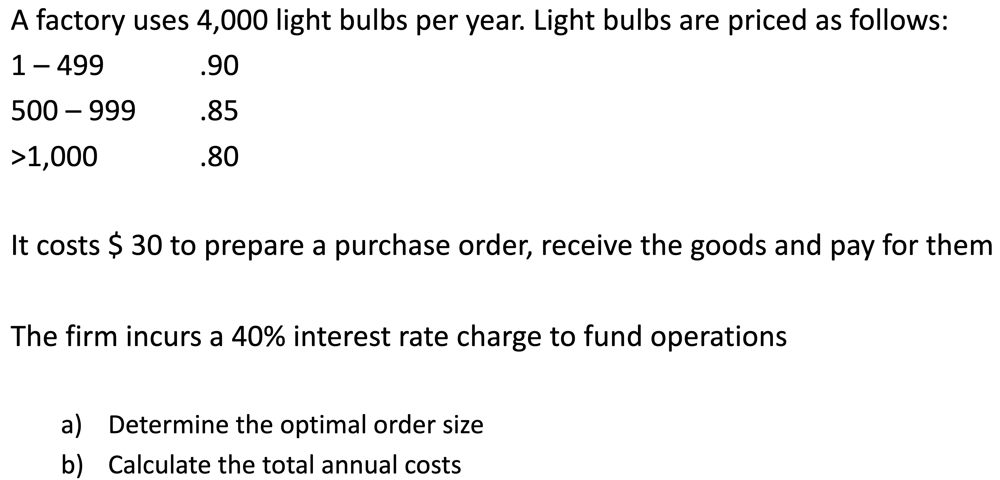 A factory uses 4,000 light bulbs per year. Light bulbs are priced as follows:
1 – 499 .90
500 – 999 .85
>1,000 .80
It costs $ 30 to prepare a purchase order, receive the goods and pay for them
The firm incurs a 40% interest rate charge to fund operations
a) Determine the optimal order size
b) Calculate the total annual costs